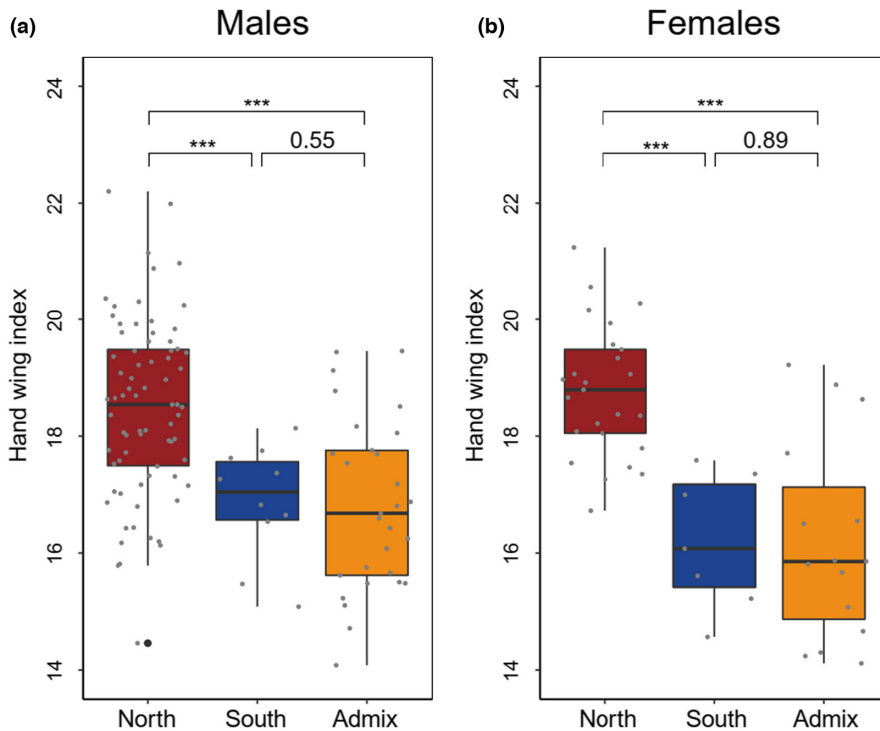 (a) Males
24
22
20
18
16
14
Hand wing index
***
*** 0.55
North South Admix
(b) Females
24
22
20
18
16
14
Hand wing index
***
*** 0.89
North South Admix